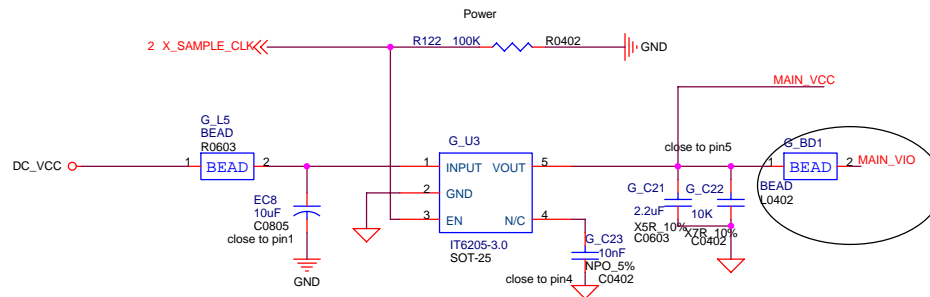 Power
2 X_SAMPLE_CLK
R122 100K R0402
GND
MAIN_VCC
G_L5
BEAD
R0603
G_U3
close to pin5
G_BD1
DC_VCC
1 BEAD 2
1 INPUT VOUT 5
1 BEAD 2 MAIN_VIO
2 GND
3 EN N/C 4
EC8
10uF
C0805
close to pin1
GND
G_C21
2.2uF
X5R_10%
C0603
G_C22
10K
X7R_10%
C0402
BEAD
L0402
IT6205-3.0
SOT-25
G_C23
10nF
NPO_5%
C0402
close to pin4